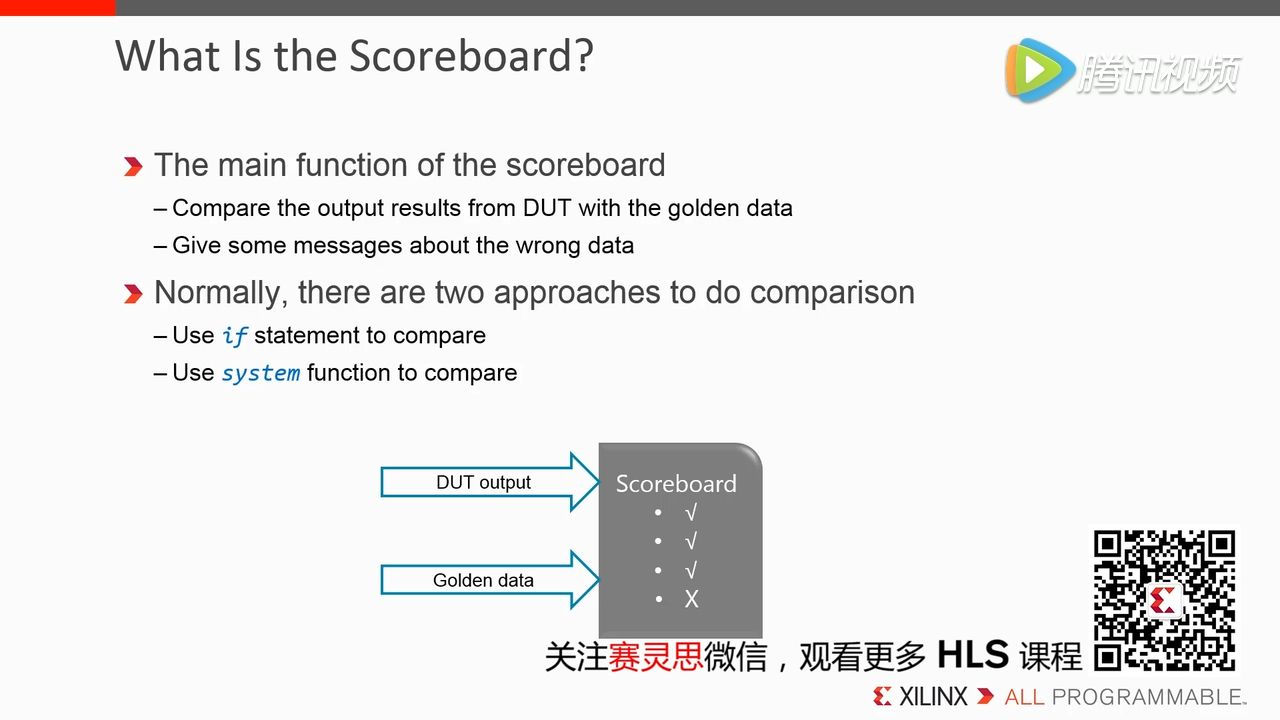 What Is the Scoreboard?
腾讯视频
The main function of the scoreboard
– Compare the output results from DUT with the golden data
– Give some messages about the wrong data
Normally, there are two approaches to do comparison
– Use if statement to compare
– Use system function to compare
DUT output
Golden data
Scoreboard
• √
• √
• √
• X
关注赛灵思微信，观看更多 HLS 课程
XILINX ALL PROGRAMMABLE™